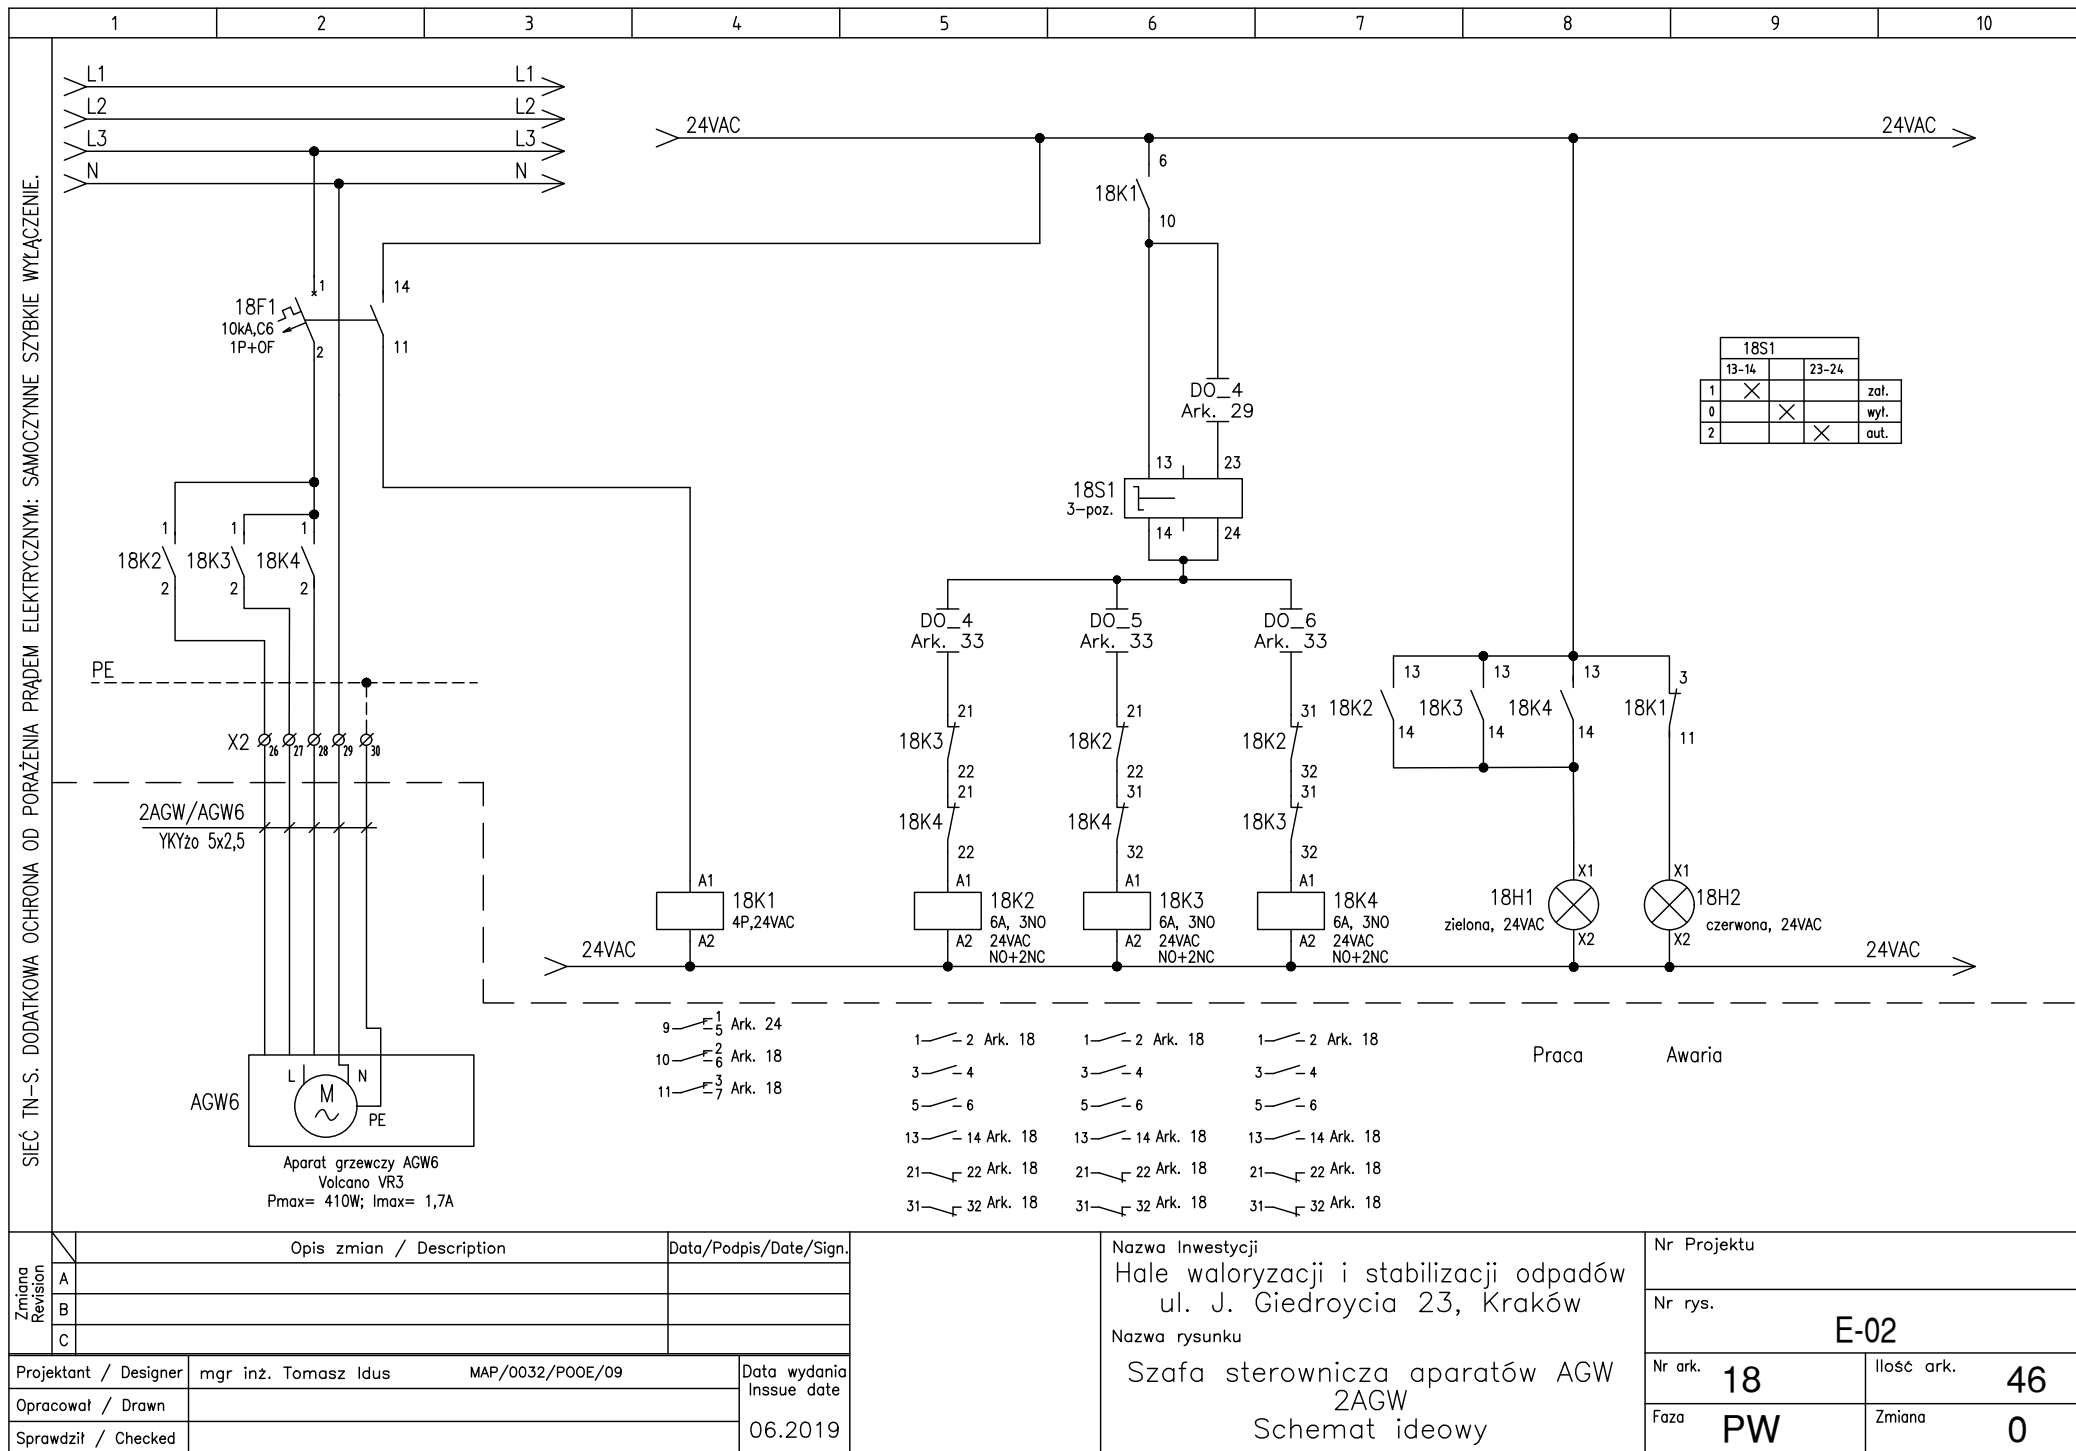 1 2 3 4 5 6 7 8 9 10
SIEĆ TN-S. DODATKOWA OCHRONA OD PORAŻENIA PRĄDEM ELEKTRYCZNYM: SAMOCZYNNE SZYBKIE WYŁĄCZENIE.
L1 L1
L2 L2
L3 L3
N N
24VAC 24VAC
6
18K1
10
1 14
18F1
10kA,C6
1P+OF
2 11
DO_4
Ark. 29
18S1
13-14 23-24
1 zał.
0 wył.
2 aut.
13 23
18S1
3-poz.
14 24
1 1 1
18K2 18K3 18K4
2 2 2
DO_4 DO_5 DO_6
Ark. 33 Ark. 33 Ark. 33
PE
13 13 13 3
18K2 18K3 18K4 18K1
14 14 14 11
21 21 31
18K3 18K2 18K2
22 22 32
21 31 31
18K4 18K4 18K3
22 32 32
X2 26 27 28 29 30
2AGW/AGW6
YKYżo 5x2,5
A1 A1 A1 A1 X1 X1
18K1 18K2 18K3 18K4 18H1 18H2
4P,24VAC 6A, 3NO 6A, 3NO 6A, 3NO zielona, 24VAC czerwona, 24VAC
A2 A2 24VAC A2 24VAC A2 24VAC X2 X2
NO+2NC NO+2NC NO+2NC
24VAC 24VAC
9 1 5 Ark. 24
10 2 6 Ark. 18
11 3 7 Ark. 18
1 2 Ark. 18 1 2 Ark. 18 1 2 Ark. 18
3 4 3 4 3 4
5 6 5 6 5 6
13 14 Ark. 18 13 14 Ark. 18 13 14 Ark. 18
21 22 Ark. 18 21 22 Ark. 18 21 22 Ark. 18
31 32 Ark. 18 31 32 Ark. 18 31 32 Ark. 18
Praca Awaria
L N
M
AGW6
PE
Aparat grzewczy AGW6
Volcano VR3
Pmax= 410W; Imax= 1,7A
Zmiana
Revision
Opis zmian / Description Data/Podpis/Date/Sign.
A
B
C
Projektant / Designer mgr inż. Tomasz Idus MAP/0032/POOE/09
Opracował / Drawn
Sprawdził / Checked
Data wydania
Inssue date
06.2019
Nazwa Inwestycji
Hale waloryzacji i stabilizacji odpadów
ul. J. Giedroycia 23, Kraków
Nazwa rysunku
Szafa sterownicza aparatów AGW
2AGW
Schemat ideowy
Nr Projektu
Nr rys.
E-02
Nr ark. 18 Ilość ark. 46
Faza PW Zmiana 0